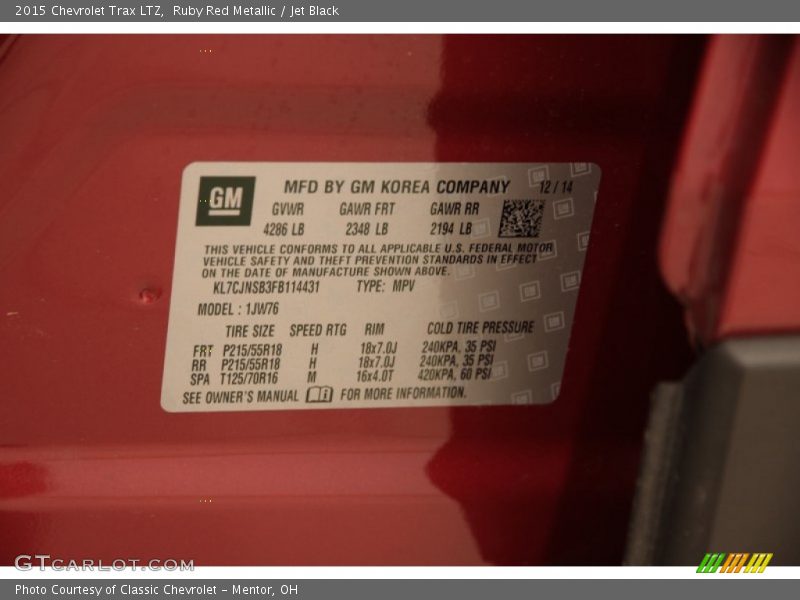 2015 Chevrolet Trax LTZ, Ruby Red Metallic / Jet Black
GM MFD BY GM KOREA COMPANY 12 / 14
GVWR GAWR FRT GAWR RR
4286 LB 2348 LB 2194 LB
THIS VEHICLE CONFORMS TO ALL APPLICABLE U.S. FEDERAL MOTOR
VEHICLE SAFETY AND THEFT PREVENTION STANDARDS IN EFFECT
ON THE DATE OF MANUFACTURE SHOWN ABOVE.
KL7CJNSB3FB114431 TYPE: MPV
MODEL : 1JW76
TIRE SIZE SPEED RTG RIM COLD TIRE PRESSURE
FRT P215/55R18 H 18x7.0J 240KPA, 35 PSI
RR P215/55R18 H 18x7.0J 240KPA, 35 PSI
SPA T125/70R16 M 16x4.0T 420KPA, 60 PSI
SEE OWNER'S MANUAL FOR MORE INFORMATION.
GTCARLOT.COM
Photo Courtesy of Classic Chevrolet - Mentor, OH